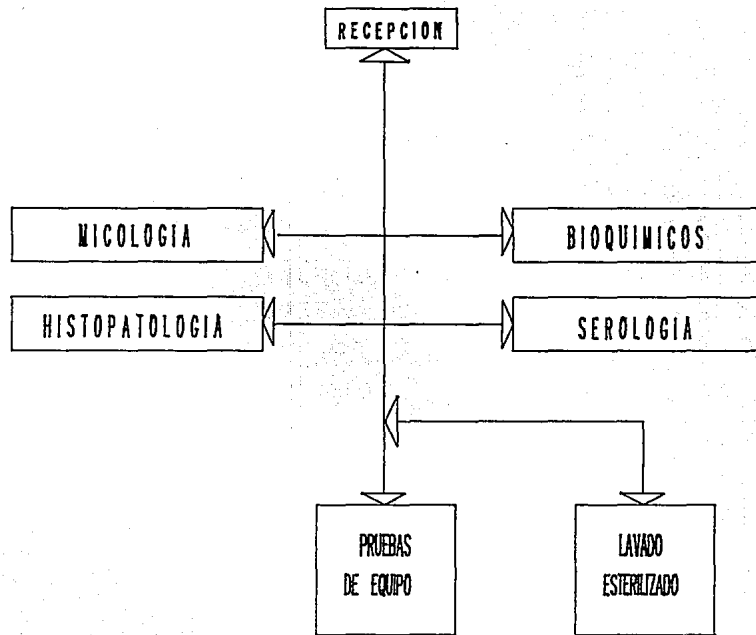 RECEPCION
MICOLOGIA
BIOQUIMICOS
HISTOPATOLOGIA
SEROLOGIA
PRUEBAS
DE EQUIPO
LAVADO
ESTERILIZADO